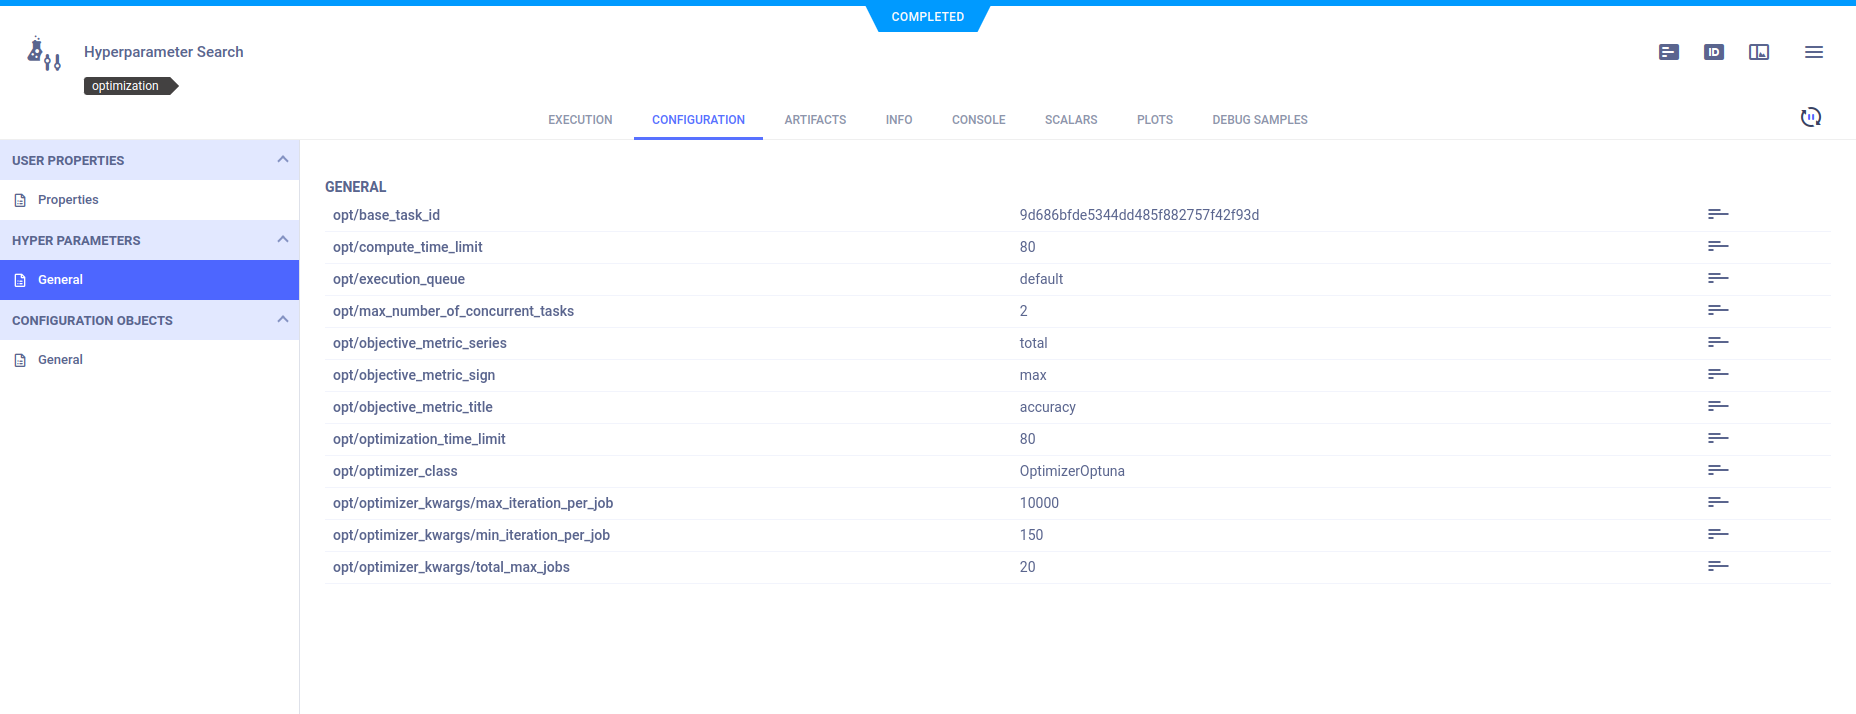 COMPLETED
Hyperparameter Search
ID
optimization
EXECUTION CONFIGURATION ARTIFACTS INFO CONSOLE SCALARS PLOTS DEBUG SAMPLES
USER PROPERTIES
Properties
HYPER PARAMETERS
General
CONFIGURATION OBJECTS
General
GENERAL
opt/base_task_id 9d686bfde5344dd485f882757f42f93d
opt/compute_time_limit 80
opt/execution_queue default
opt/max_number_of_concurrent_tasks 2
opt/objective_metric_series total
opt/objective_metric_sign max
opt/objective_metric_title accuracy
opt/optimization_time_limit 80
opt/optimizer_class OptimizerOptuna
opt/optimizer_kwargs/max_iteration_per_job 10000
opt/optimizer_kwargs/min_iteration_per_job 150
opt/optimizer_kwargs/total_max_jobs 20